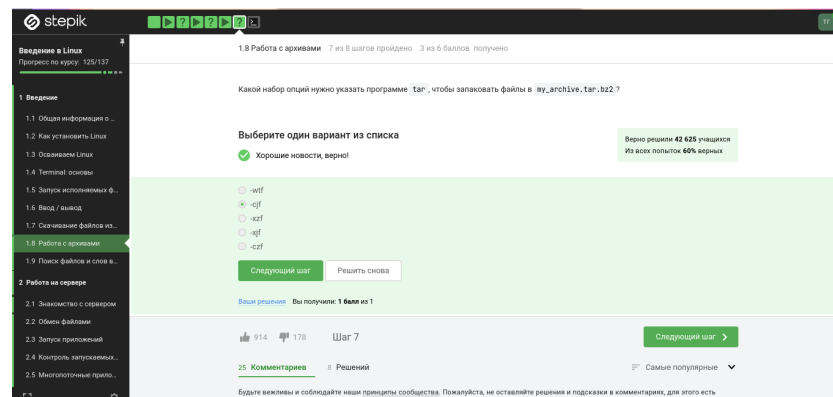 stepik
? ? ?
ТГ
Введение в Linux
Прогресс по курсу: 125/137
1 Введение
1.1 Общая информация о ...
1.2 Как установить Linux
1.3 Осваиваем Linux
1.4 Terminal: основы
1.5 Запуск исполняемых ф...
1.6 Ввод / вывод
1.7 Скачивание файлов из...
1.8 Работа с архивами
1.9 Поиск файлов и слов в...
2 Работа на сервере
2.1 Знакомство с сервером
2.2 Обмен файлами
2.3 Запуск приложений
2.4 Контроль запускаемых...
2.5 Многопоточные прило...
1.8 Работа с архивами 7 из 8 шагов пройдено 3 из 6 баллов получено
Какой набор опций нужно указать программе tar, чтобы запаковать файлы в my_archive.tar.bz2 ?
Выберите один вариант из списка
Хорошие новости, верно!
Верно решили 42 625 учащихся
Из всех попыток 60% верных
-wtf
-cjf
-xzf
-xjf
-czf
Следующий шаг Решить снова
Ваши решения Вы получили: 1 балл из 1
914 178 Шаг 7 Следующий шаг
25 Комментариев 8 Решений Самые популярные
Будьте вежливы и соблюдайте наши принципы сообщества. Пожалуйста, не оставляйте решения и подсказки в комментариях, для этого есть